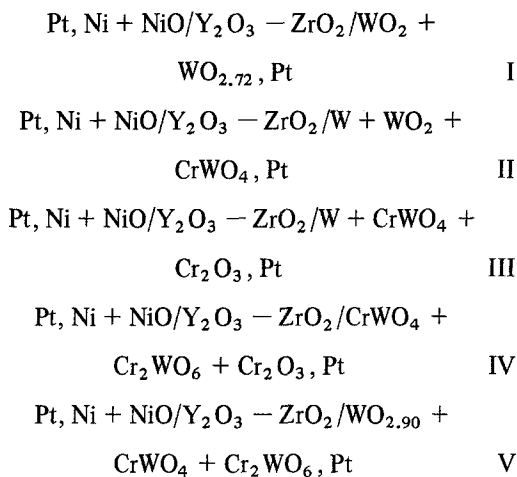 Pt, Ni + NiO/Y₂O₃ — ZrO₂/WO₂ +
WO₂.₇₂, Pt I
Pt, Ni + NiO/Y₂O₃ — ZrO₂/W + WO₂ +
CrWO₄, Pt II
Pt, Ni + NiO/Y₂O₃ — ZrO₂/W + CrWO₄ +
Cr₂O₃, Pt III
Pt, Ni + NiO/Y₂O₃ — ZrO₂/CrWO₄ +
Cr₂WO₆ + Cr₂O₃, Pt IV
Pt, Ni + NiO/Y₂O₃ — ZrO₂/WO₂.₉₀ +
CrWO₄ + Cr₂WO₆, Pt V